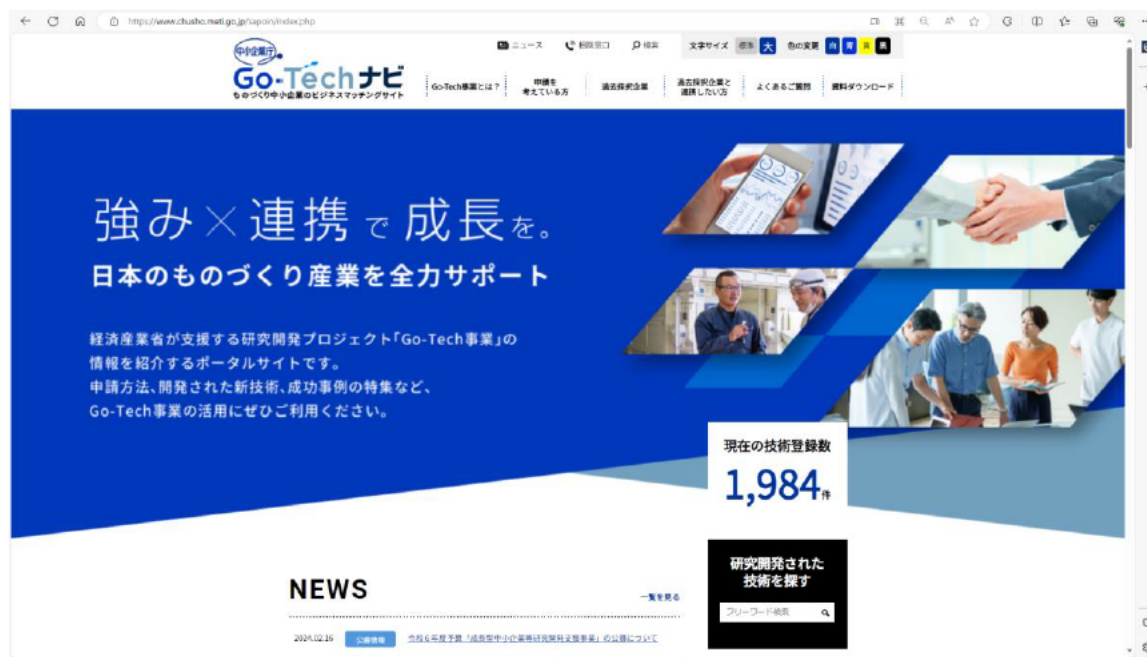 https://www.chusho.meti.go.jp/sapoin/index.php
中小企業庁
Go-Techナビ
ものづくり中小企業のビジネスマッチングサイト
ニュース 相談窓口 検索 文字サイズ 標準 大 色の変更 白 青 黄 黒
Go-Tech事業とは？ 申請を考えている方 過去採択企業 過去採択企業と連携したい方 よくあるご質問 資料ダウンロード
強み×連携で成長を。
日本のものづくり産業を全力サポート
経済産業省が支援する研究開発プロジェクト「Go-Tech事業」の
情報を紹介するポータルサイトです。
申請方法、開発された新技術、成功事例の特集など、
Go-Tech事業の活用にぜひご利用ください。
現在の技術登録数
1,984件
研究開発された
技術を探す
フリーワード検索
NEWS
一覧を見る
2024.02.16 公募情報 令和6年度予算「成長型中小企業等研究開発支援事業」の公募について